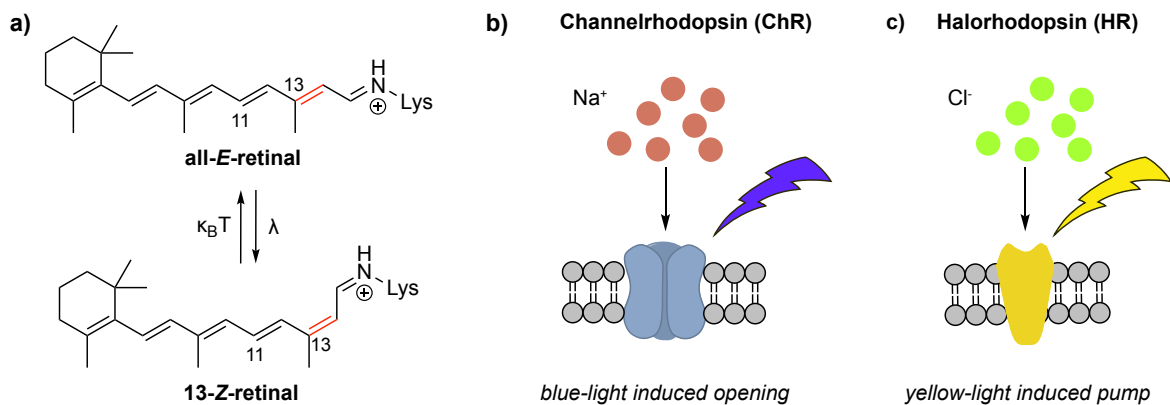 a)
H
N
⊕
Lys
13
11
all-E-retinal
κBT
λ
H
N
⊕
Lys
11
13
13-Z-retinal
b)
Channelrhodopsin (ChR)
Na⁺
blue-light induced opening
c)
Halorhodopsin (HR)
Cl⁻
yellow-light induced pump